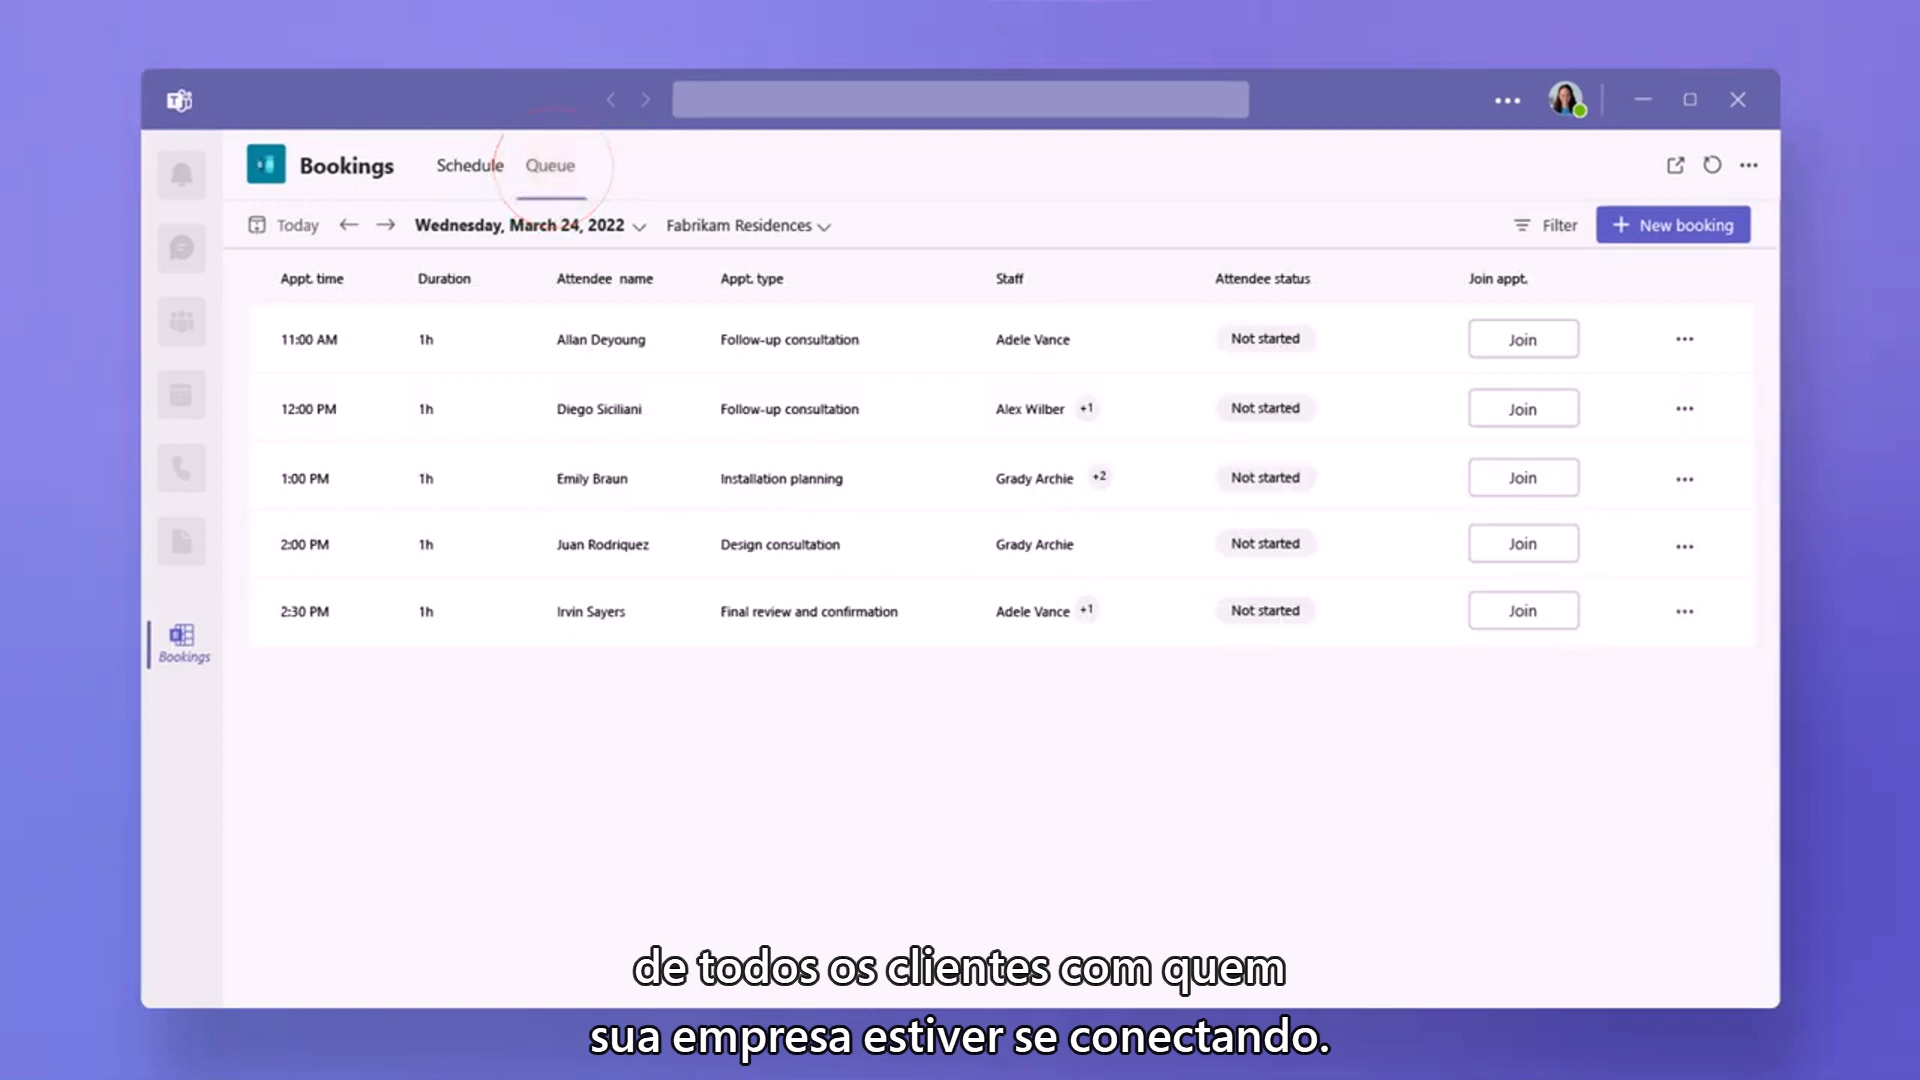 Bookings Schedule Queue
Today Wednesday, March 24, 2022 Fabrikam Residences Filter + New booking
Appt. time Duration Attendee name Appt. type Staff Attendee status Join appt.
11:00 AM 1h Allan Deyoung Follow-up consultation Adele Vance Not started Join
12:00 PM 1h Diego Siciliani Follow-up consultation Alex Wilber +1 Not started Join
1:00 PM 1h Emily Braun Installation planning Grady Archie +2 Not started Join
2:00 PM 1h Juan Rodriquez Design consultation Grady Archie Not started Join
2:30 PM 1h Irvin Sayers Final review and confirmation Adele Vance +1 Not started Join
Bookings
de todos os clientes com quem
sua empresa estiver se conectando.